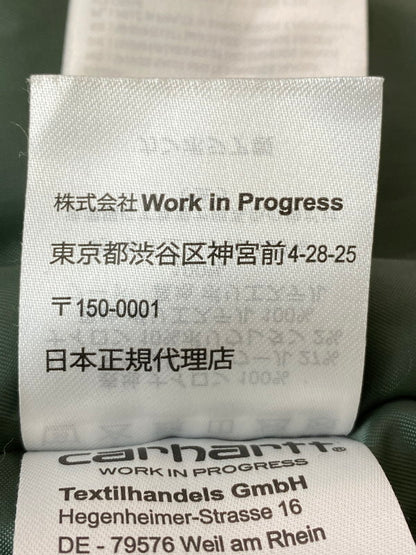 株式会社Work in Progress
東京都渋谷区神宮前4-28-25
〒150-0001
日本正規代理店
carhartt®
WORK IN PROGRESS
Textilhandels GmbH
Hegenheimer-Strasse 16
DE - 79576 Weil am Rhein